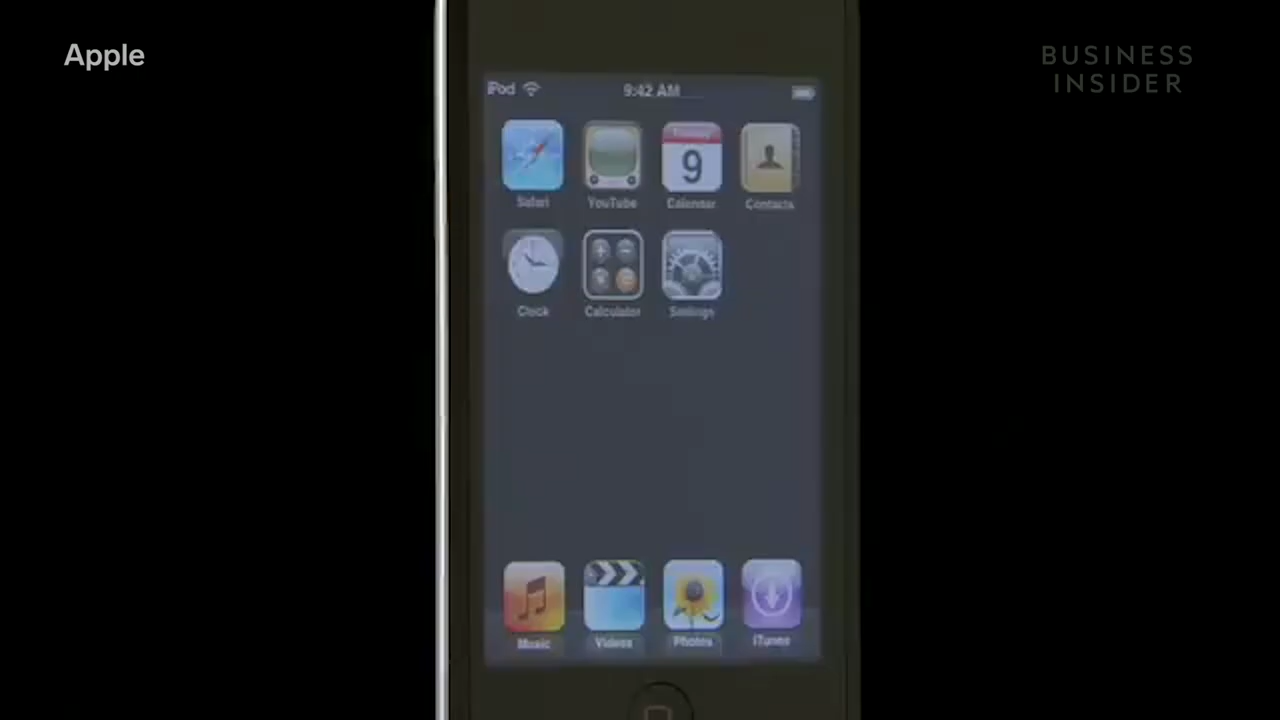 Apple
BUSINESS
INSIDER
iPod 9:42 AM
9
Safari YouTube Calendar Contacts
Clock Calculator Settings
Music Videos Photos iTunes